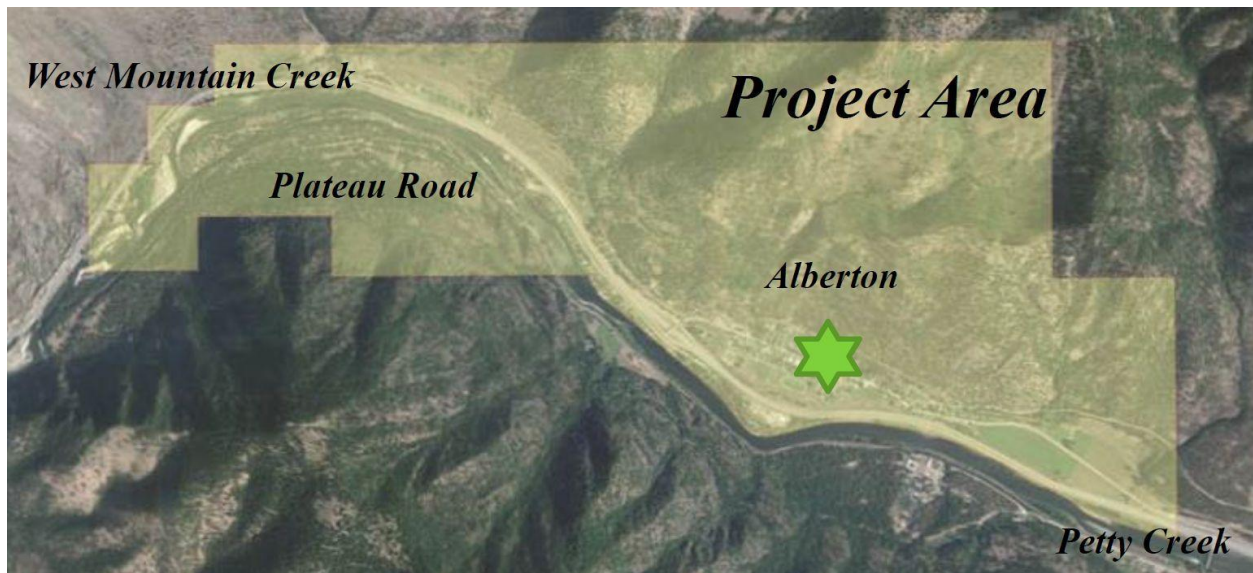 West Mountain Creek
Project Area
Plateau Road
Alberton
Petty Creek